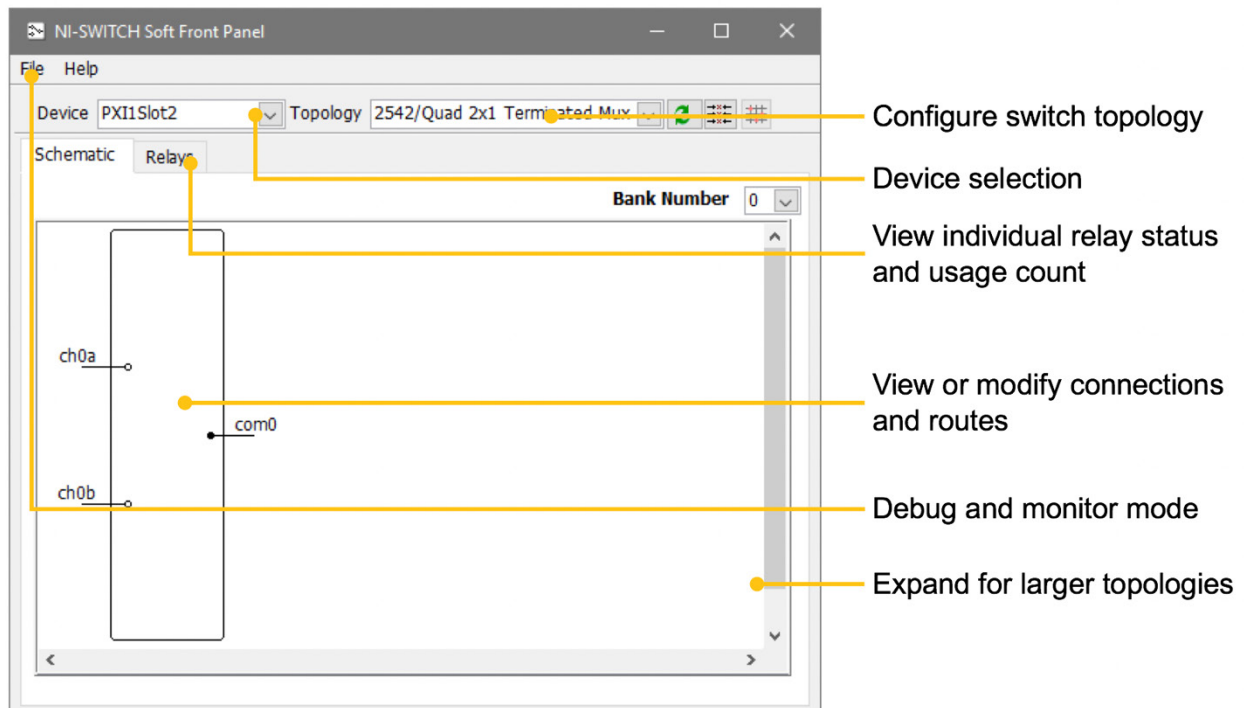 NI-SWITCH Soft Front Panel
File Help
Device PXI1Slot2 Topology 2542/Quad 2x1 Terminated Mux
Configure switch topology
Schematic Relays
Device selection
Bank Number 0
View individual relay status
and usage count
ch0a
View or modify connections
and routes
com0
ch0b
Debug and monitor mode
Expand for larger topologies